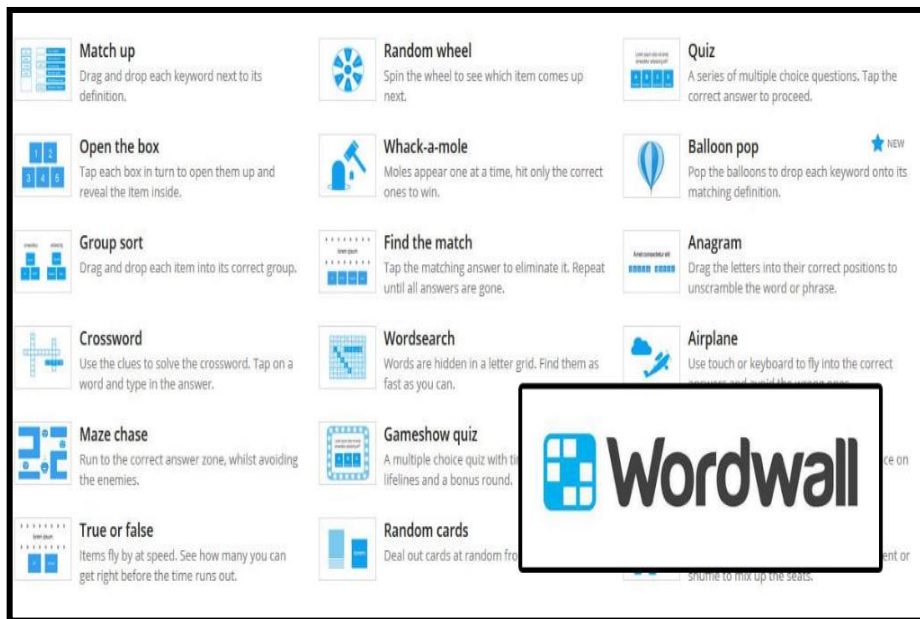 Match up
Drag and drop each keyword next to its
definition.
Random wheel
Spin the wheel to see which item comes up
next.
Quiz
A series of multiple choice questions. Tap the
correct answer to proceed.
Open the box
Tap each box in turn to open them up and
reveal the item inside.
Whack-a-mole
Moles appear one at a time, hit only the correct
ones to win.
Balloon pop
NEW
Pop the balloons to drop each keyword onto its
matching definition.
Group sort
Drag and drop each item into its correct group.
Find the match
Tap the matching answer to eliminate it. Repeat
until all answers are gone.
Anagram
Drag the letters into their correct positions to
unscramble the word or phrase.
Crossword
Use the clues to solve the crossword. Tap on a
word and type in the answer.
Wordsearch
Words are hidden in a letter grid. Find them as
fast as you can.
Airplane
Use touch or keyboard to fly into the correct
Maze chase
Run to the correct answer zone, whilst avoiding
the enemies.
Gameshow quiz
A multiple choice quiz with
lifelines and a bonus round.
on
Wordwall
True or false
Items fly by at speed. See how many you can
get right before the time runs out.
Random cards
Deal out cards at random
or
shuffle to mix up the seats.